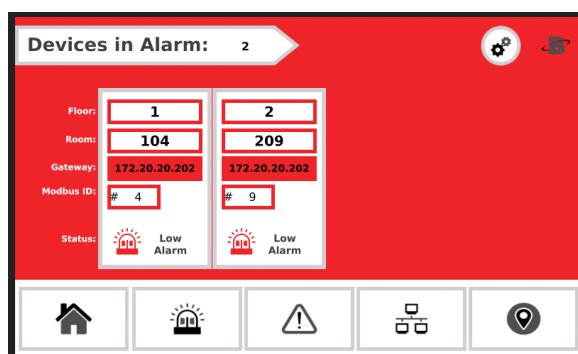 Devices in Alarm: 2
Floor: 1 2
Room: 104 209
Gateway: 172.20.20.202 172.20.20.202
Modbus ID: # 4 # 9
Status: Low Alarm Low Alarm